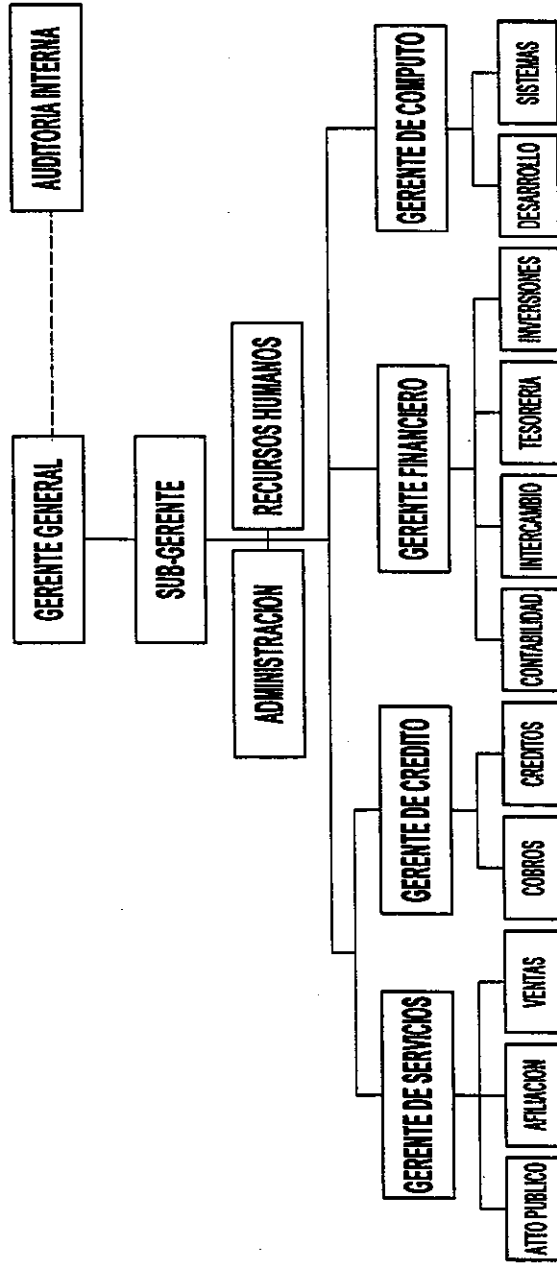 AUDITORIA INTERNA
GERENTE GENERAL
SUB-GERENTE
ADMINISTRACION
RECURSOS HUMANOS
GERENTE DE SERVICIOS
GERENTE DE CREDITO
GERENTE FINANCIERO
GERENTE DE COMPUTO
ATTO PUBLICO
AFILIACION
VENTAS
COBROS
CREDITOS
CONTABILIDAD
INTERCAMBIO
TESORERIA
INVERSIONES
DESARROLLO
SISTEMAS